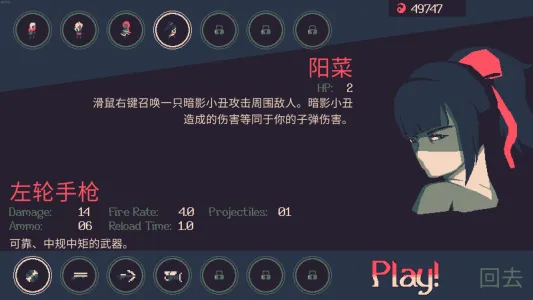 49747
阳菜
HP: 2
滑鼠右键召唤一只暗影小丑攻击周围敌人。暗影小丑
造成的伤害等同于你的子弹伤害。
左轮手枪
Damage: 14 Fire Rate: 4.0 Projectiles: 01
Ammo: 06 Reload Time: 1.0
可靠、中规中矩的武器。
Play! 回去